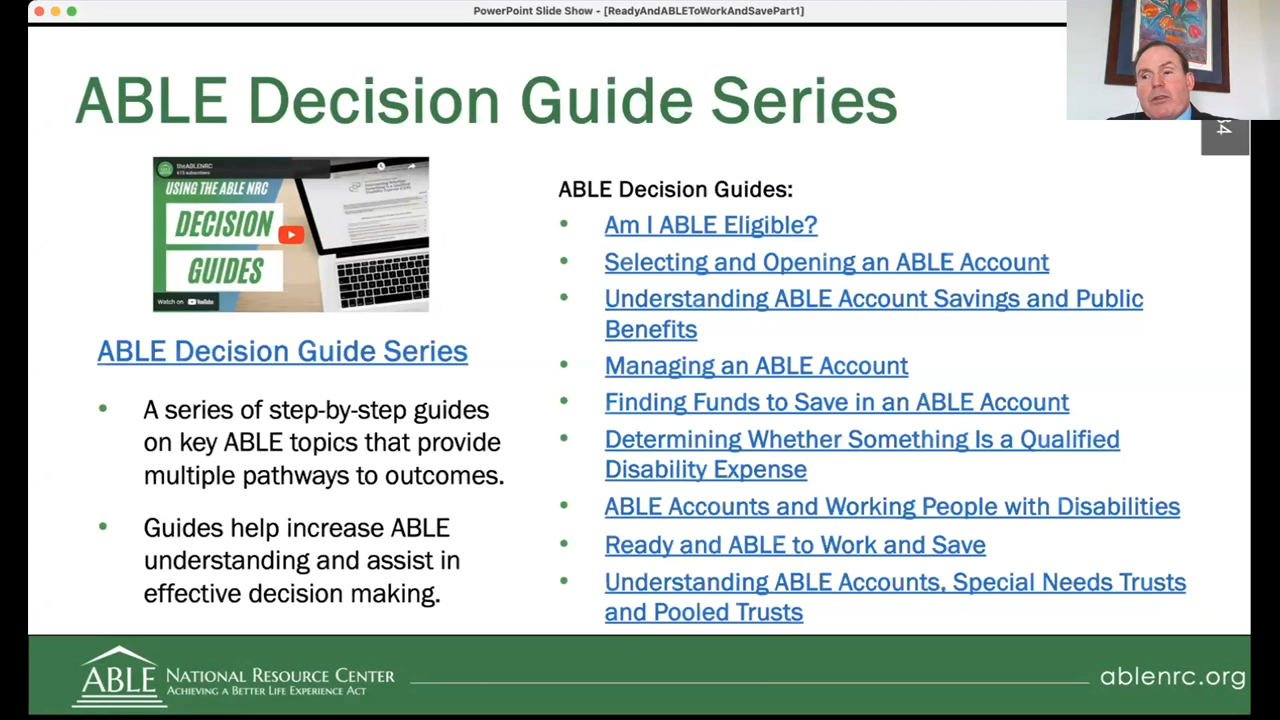 PowerPoint Slide Show - [ReadyAndABLEToWorkAndSavePart1]
ABLE Decision Guide Series
34
theABLENRC
USING THE ABLE NRC
DECISION
GUIDES
Watch on YouTube
ABLE Decision Guide Series
• A series of step-by-step guides
on key ABLE topics that provide
multiple pathways to outcomes.
• Guides help increase ABLE
understanding and assist in
effective decision making.
ABLE Decision Guides:
• Am I ABLE Eligible?
• Selecting and Opening an ABLE Account
• Understanding ABLE Account Savings and Public
Benefits
• Managing an ABLE Account
• Finding Funds to Save in an ABLE Account
• Determining Whether Something Is a Qualified
Disability Expense
• ABLE Accounts and Working People with Disabilities
• Ready and ABLE to Work and Save
• Understanding ABLE Accounts, Special Needs Trusts
and Pooled Trusts
ABLE
NATIONAL RESOURCE CENTER
ACHIEVING A BETTER LIFE EXPERIENCE ACT
ablenrc.org